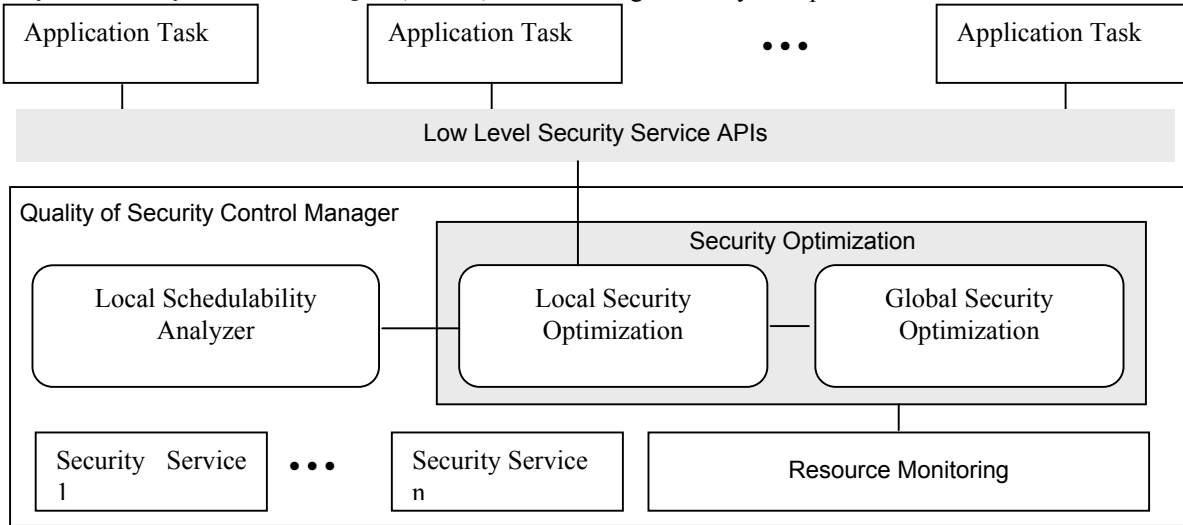 Application Task
Application Task
• • •
Application Task
Low Level Security Service APIs
Quality of Security Control Manager
Security Optimization
Local Schedulability
Analyzer
Local Security
Optimization
Global Security
Optimization
Security Service
1
• • •
Security Service
n
Resource Monitoring